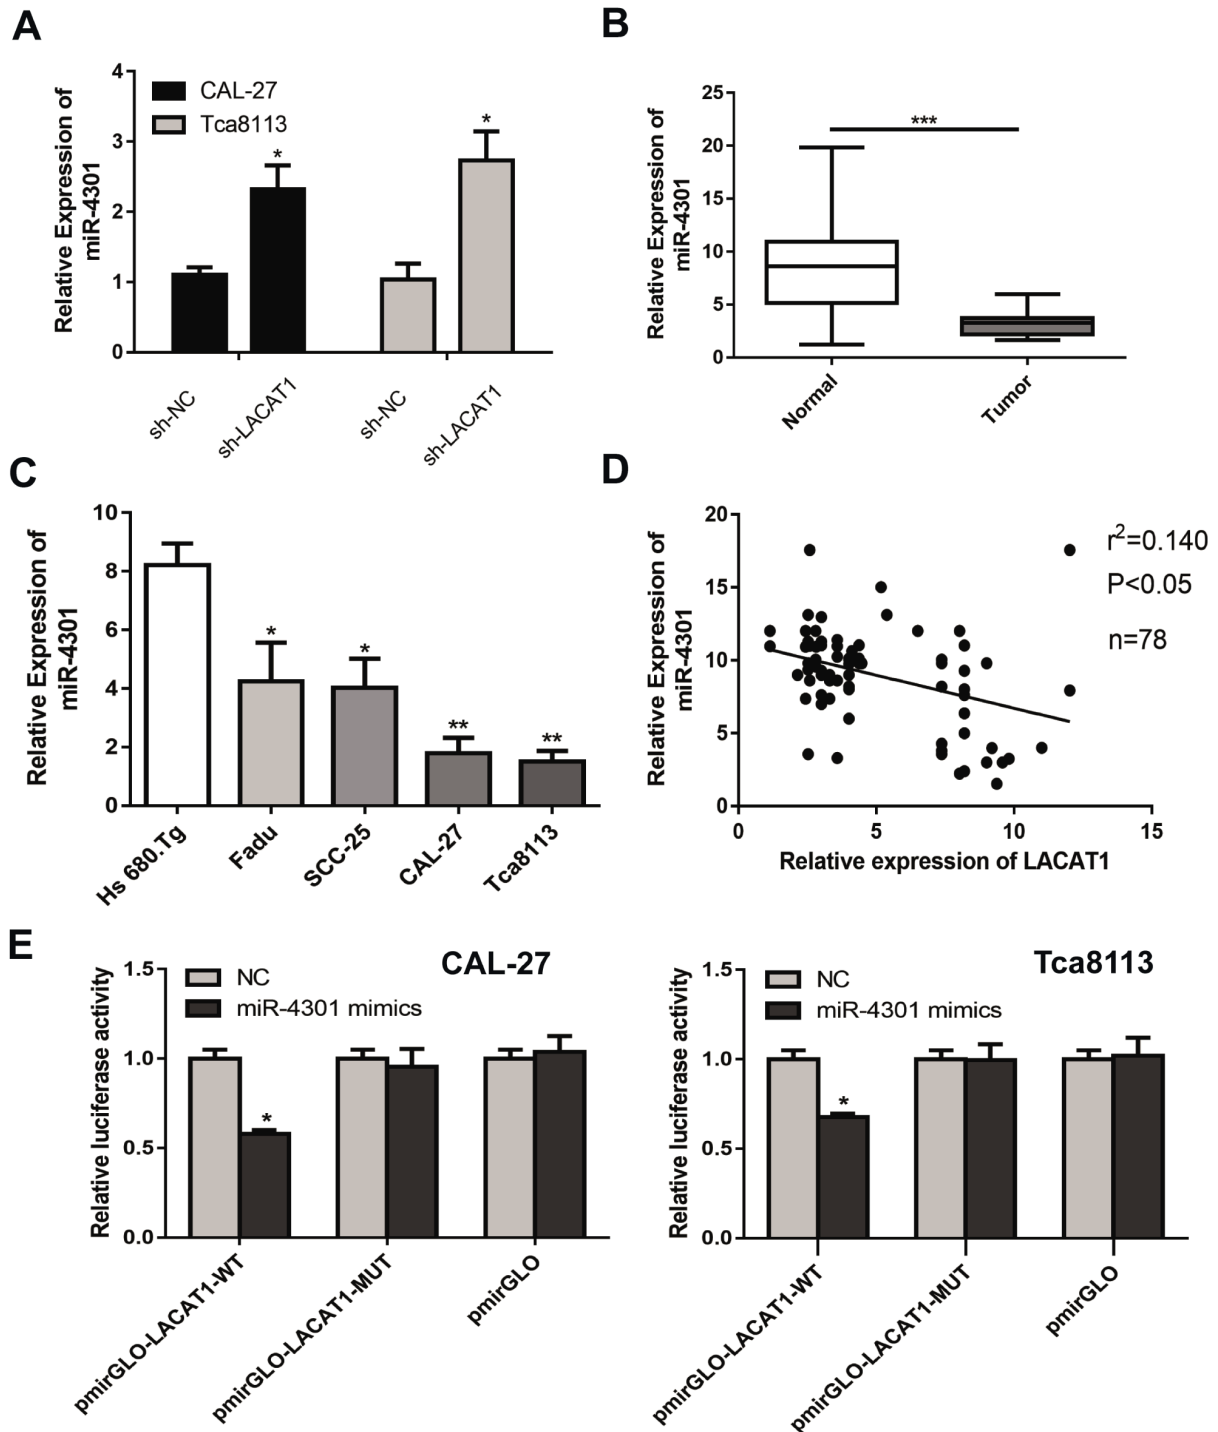 A
Relative Expression of
miR-4301
4
3
2
1
0
CAL-27
Tca8113
*
*
sh-NC
sh-LACAT1
sh-NC
sh-LACAT1
B
Relative Expression of
miR-4301
25
20
15
10
5
0
***
Normal
Tumor
C
Relative Expression of
miR-4301
10
8
6
4
2
0
*
*
**
**
Hs 680.Tg
Fadu
SCC-25
CAL-27
Tca8113
D
Relative Expression of
miR-4301
20
15
10
5
0
r²=0.140
P<0.05
n=78
0
5
10
15
Relative expression of LACAT1
E
Relative luciferase activity
1.5
1.0
0.5
0.0
NC
miR-4301 mimics
CAL-27
*
pmirGLO-LACAT1-WT
pmirGLO-LACAT1-MUT
pmirGLO
Relative luciferase activity
1.5
1.0
0.5
0.0
NC
miR-4301 mimics
Tca8113
*
pmirGLO-LACAT1-WT
pmirGLO-LACAT1-MUT
pmirGLO